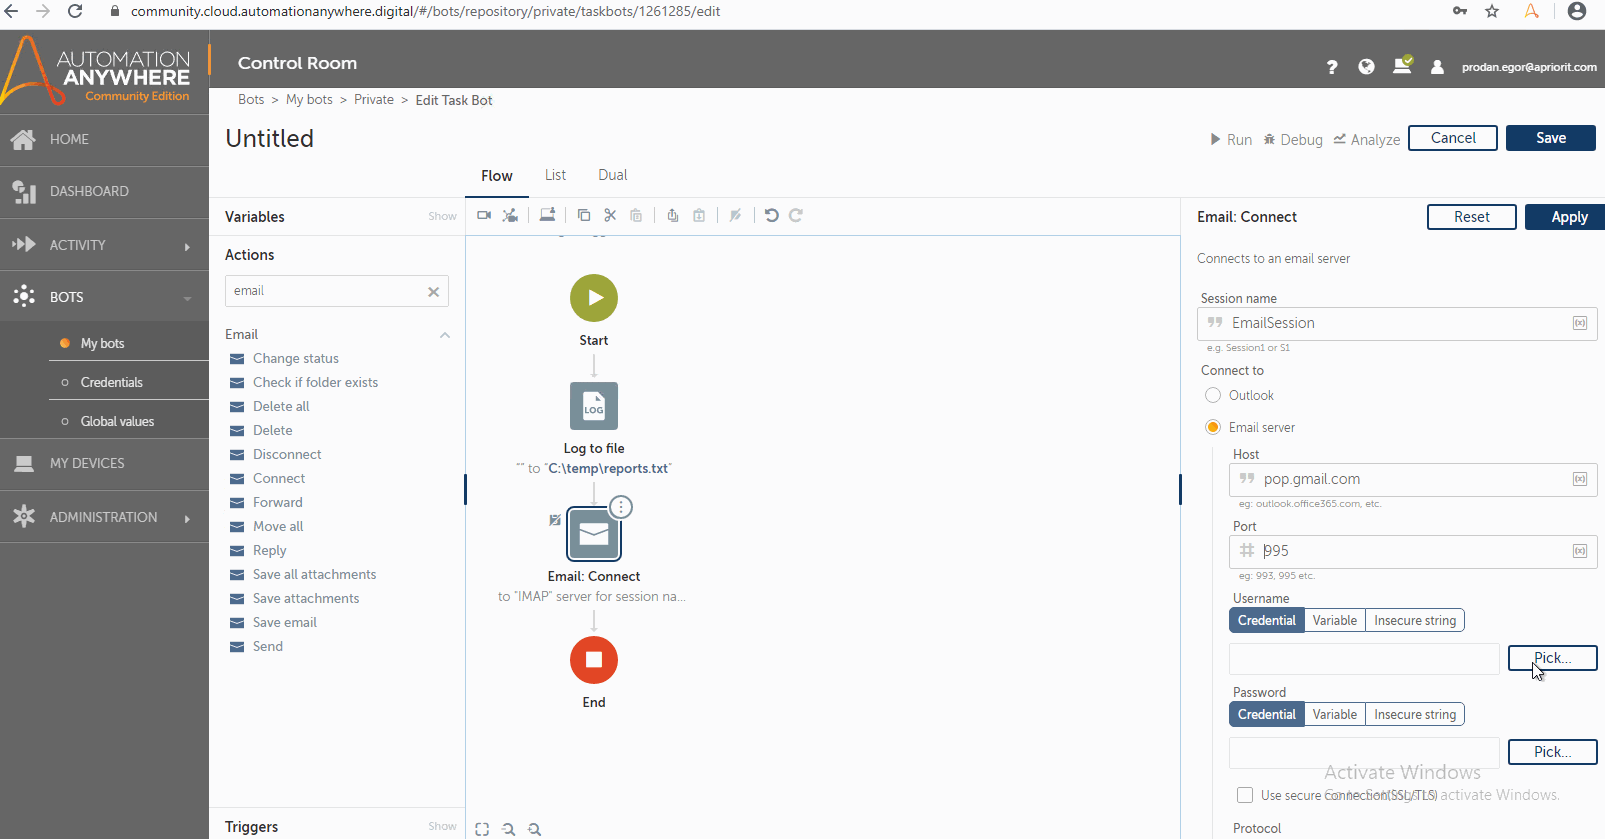 community.cloud.automationanywhere.digital/#/bots/repository/private/taskbots/1261285/edit
AUTOMATION
ANYWHERE
Community Edition
Control Room
prodan.egor@apriorit.com
Bots > My bots > Private > Edit Task Bot
Untitled
Run
Debug
Analyze
Cancel
Save
HOME
DASHBOARD
ACTIVITY
BOTS
My bots
Credentials
Global values
MY DEVICES
ADMINISTRATION
Flow
List
Dual
Variables
Show
Actions
email
Email
Change status
Check if folder exists
Delete all
Delete
Disconnect
Connect
Forward
Move all
Reply
Save all attachments
Save attachments
Save email
Send
Triggers
Show
Start
LOG
Log to file
"" to "C:\temp\reports.txt"
Email: Connect
to "IMAP" server for session na...
End
Email: Connect
Reset
Apply
Connects to an email server
Session name
EmailSession
(x)
e.g. Session1 or S1
Connect to
Outlook
Email server
Host
pop.gmail.com
(x)
eg: outlook.office365.com, etc.
Port
995
(x)
eg: 993, 995 etc.
Username
Credential
Variable
Insecure string
Pick...
Password
Credential
Variable
Insecure string
Pick...
Activate Windows
Use secure connection(SSL/TLS)
Go to Settings to activate Windows.
Protocol